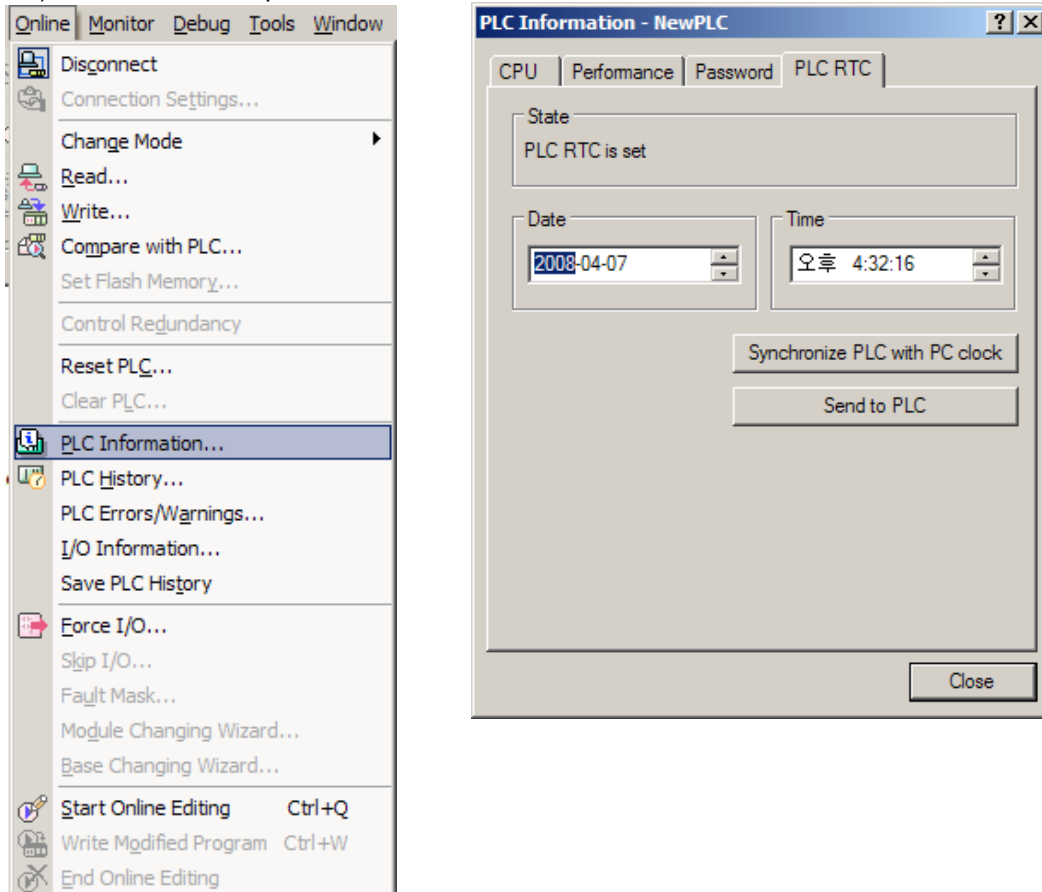 Online Monitor Debug Tools Window
Disconnect
Connection Settings...
Change Mode
Read...
Write...
Compare with PLC...
Set Flash Memory...
Control Redundancy
Reset PLC...
Clear PLC...
PLC Information...
PLC History...
PLC Errors/Warnings...
I/O Information...
Save PLC History
Force I/O...
Skip I/O...
Fault Mask...
Module Changing Wizard...
Base Changing Wizard...
Start Online Editing Ctrl+Q
Write Modified Program Ctrl+W
End Online Editing
PLC Information - NewPLC
CPU Performance Password PLC RTC
State
PLC RTC is set
Date Time
2008-04-07 오후 4:32:16
Synchronize PLC with PC clock
Send to PLC
Close